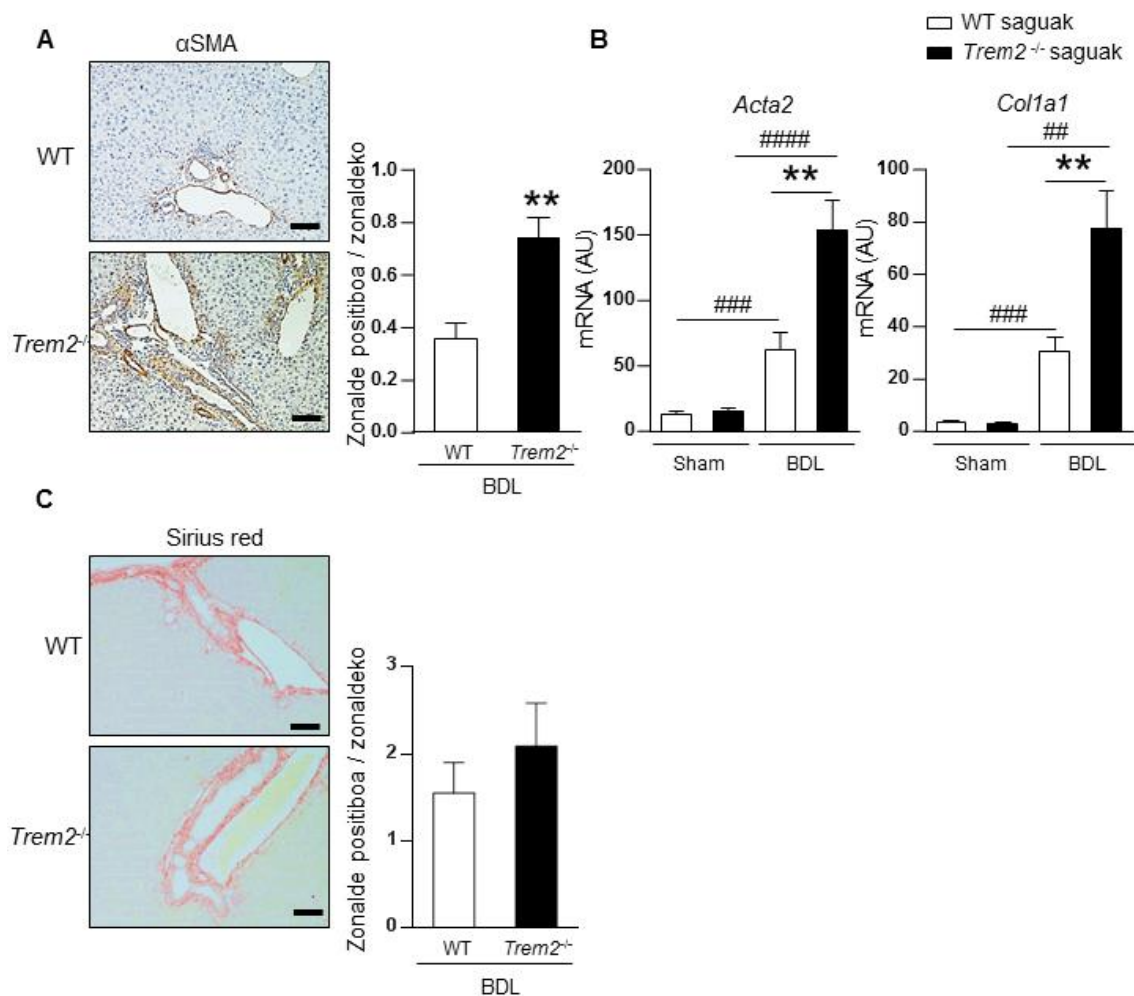 WT saguak
Trem2 -/- saguak
A
αSMA
WT
Trem2-/-
Zonalde positiboa / zonaldeko
0.0
0.2
0.4
0.6
0.8
1.0
**
WT
Trem2-/-
BDL
B
Acta2
####
**
###
mRNA (AU)
200
150
100
50
0
Sham
BDL
Col1a1
##
**
###
mRNA (AU)
100
80
60
40
20
0
Sham
BDL
C
Sirius red
WT
Trem2-/-
Zonalde positiboa / zonaldeko
3
2
1
0
WT
Trem2-/-
BDL